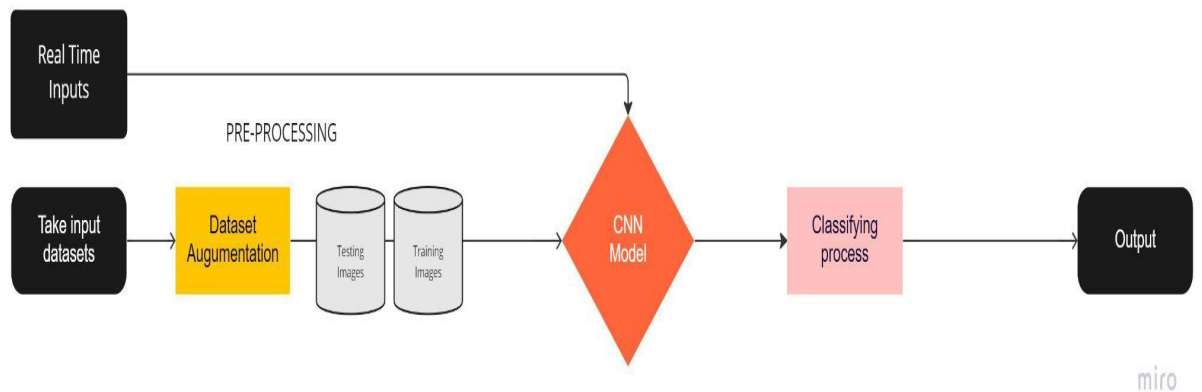 Real Time
Inputs
PRE-PROCESSING
Take input
datasets
Dataset
Augumentation
Testing
Images
Training
Images
CNN
Model
Classifying
process
Output
miro